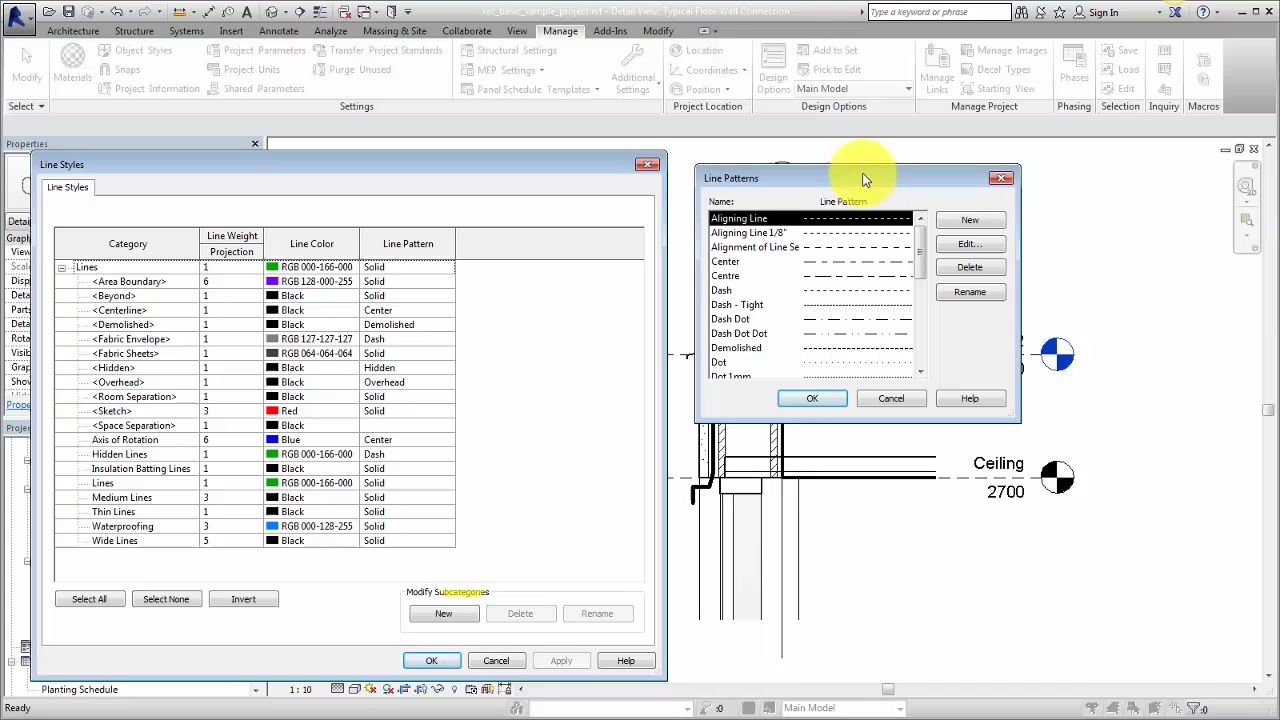 rac_basic_sample_project.rvt - Detail View: Typical Floor Wall Connection
Type a keyword or phrase
Sign In
Architecture Structure Systems Insert Annotate Analyze Massing & Site Collaborate View Manage Add-Ins Modify
Modify
Materials
Object Styles
Snaps
Project Information
Project Parameters
Project Units
Shared Parameters
Transfer Project Standards
Purge Unused
Structural Settings
MEP Settings
Panel Schedule Templates
Additional Settings
Location
Coordinates
Position
Design Options
Add to Set
Pick to Edit
Main Model
Manage Links
Manage Images
Decal Types
Starting View
Phases
Save
Load
Edit
Select
Settings
Project Location
Design Options
Manage Project
Phasing
Selection
Inquiry
Macros
Properties
Line Styles
Line Styles
Category
Line Weight
Projection
Line Color
Line Pattern
Lines 1 RGB 000-166-000 Solid
<Area Boundary> 6 RGB 128-000-255 Solid
<Beyond> 1 Black Solid
<Centerline> 1 Black Center
<Demolished> 1 Black Demolished
<Fabric Envelope> 1 RGB 127-127-127 Dash
<Fabric Sheets> 1 RGB 064-064-064 Solid
<Hidden> 1 Black Hidden
<Overhead> 1 Black Overhead
<Room Separation> 1 Black Solid
<Sketch> 3 Red Solid
<Space Separation> 1 Black
Axis of Rotation 6 Blue Center
Hidden Lines 1 RGB 000-166-000 Dash
Insulation Batting Lines 1 Black Solid
Lines 1 RGB 000-166-000 Solid
Medium Lines 3 Black Solid
Thin Lines 1 Black Solid
Waterproofing 3 RGB 000-128-255 Solid
Wide Lines 5 Black Solid
Select All
Select None
Invert
Modify Subcategories
New
Delete
Rename
OK
Cancel
Apply
Help
Line Patterns
Name: Line Pattern
Aligning Line
Aligning Line 1/8"
Alignment of Line Se
Center
Centre
Dash
Dash - Tight
Dash Dot
Dash Dot Dot
Demolished
Dot
Dot 1mm
New
Edit...
Delete
Rename
OK
Cancel
Help
Ceiling
2700
Planting Schedule
1 : 10
Ready
:0
Main Model
:0